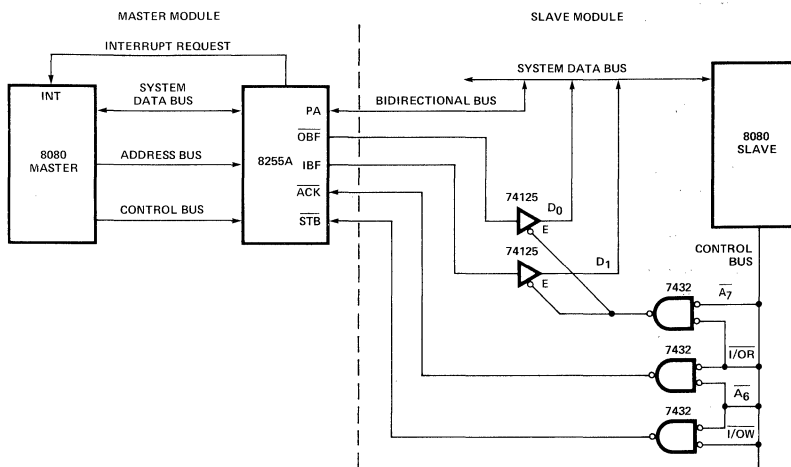 MASTER MODULE
SLAVE MODULE
INTERRUPT REQUEST
INT
8080
MASTER
SYSTEM
DATA BUS
ADDRESS BUS
CONTROL BUS
8255A
PA
OBF
IBF
ACK
STB
BIDIRECTIONAL BUS
SYSTEM DATA BUS
8080
SLAVE
74125
D0
E
74125
D1
E
CONTROL
BUS
7432
A7
I/OR
7432
A6
7432
I/OW